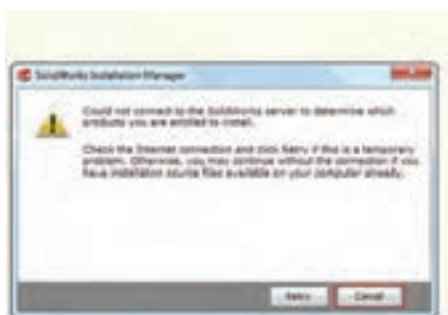 SolidWorks Installation Manager
Could not connect to the SolidWorks server to determine which
products you are entitled to install.
Check the Internet connection and click Retry if this is a temporary
problem. Otherwise, you may continue without the connection if you
have installation source files available on your computer already.
Retry
Cancel